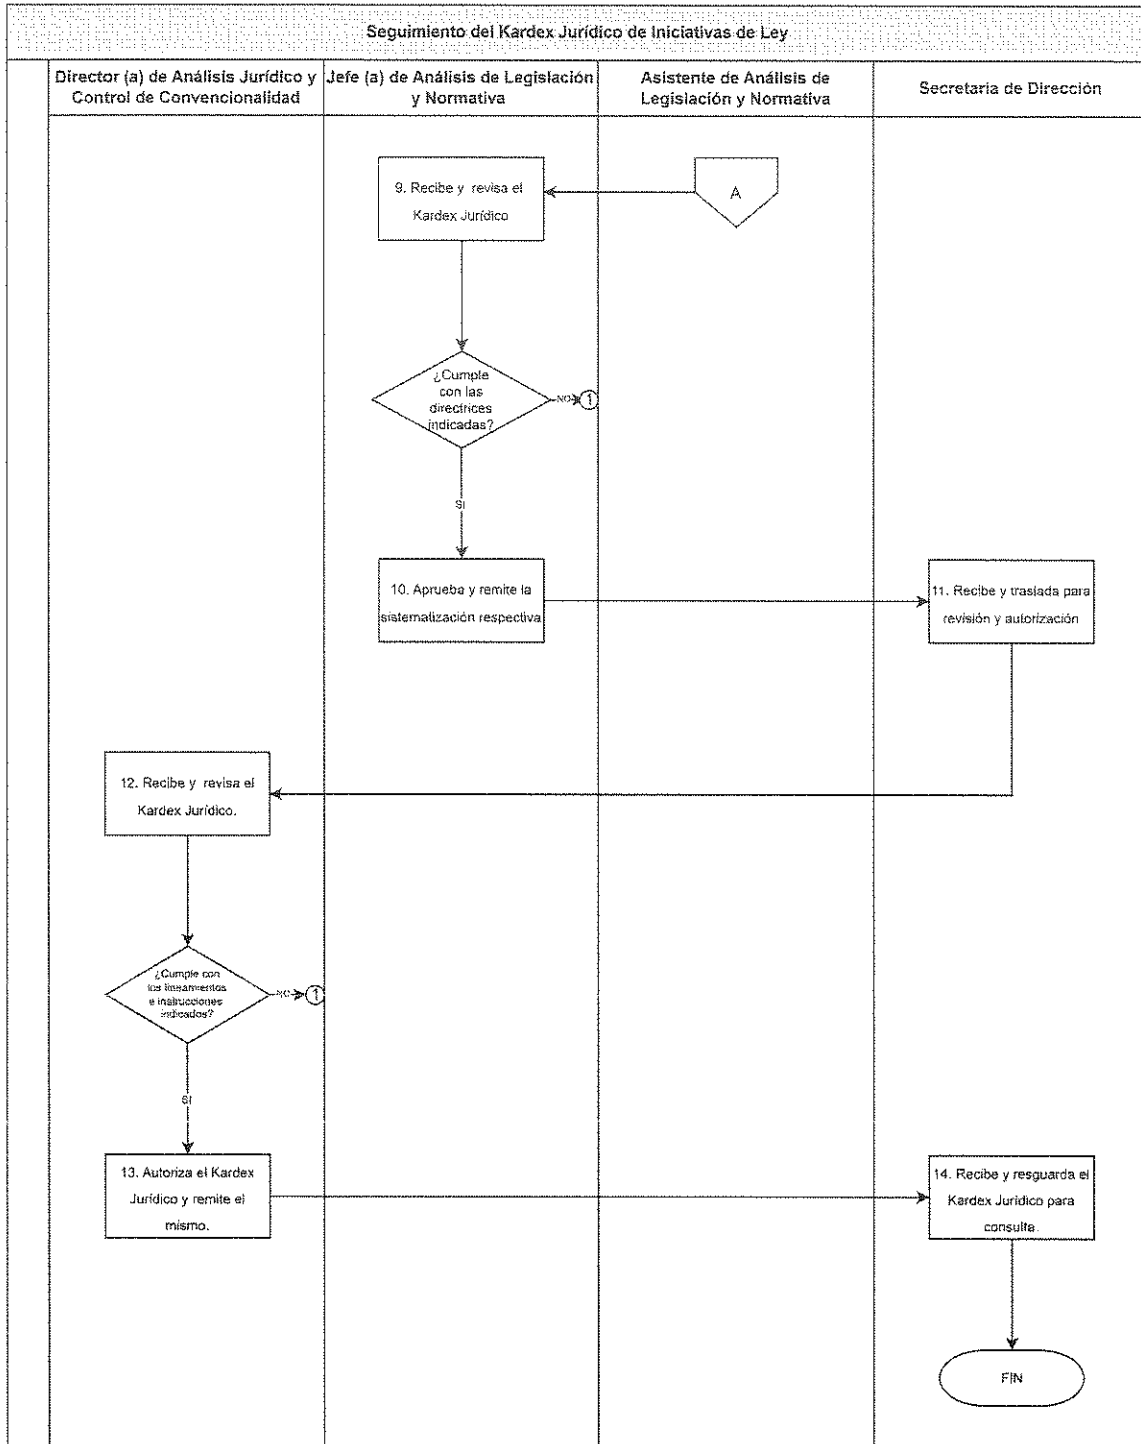 Seguimiento del Kardex Jurídico de Iniciativas de Ley
Director (a) de Análisis Jurídico y
Control de Convencionalidad
Jefe (a) de Análisis de Legislación
y Normativa
Asistente de Análisis de
Legislación y Normativa
Secretaria de Dirección
9. Recibe y revisa el
Kardex Jurídico
A
¿Cumple
con las
directrices
indicadas?
NO
1
SI
10. Aprueba y remite la
sistematización respectiva
11. Recibe y traslada para
revisión y autorización
12. Recibe y revisa el
Kardex Jurídico.
¿Cumple con
los lineamientos
e instrucciones
indicados?
NO
1
SI
13. Autoriza el Kardex
Jurídico y remite el
mismo.
14. Recibe y resguarda el
Kardex Jurídico para
consulta.
FIN